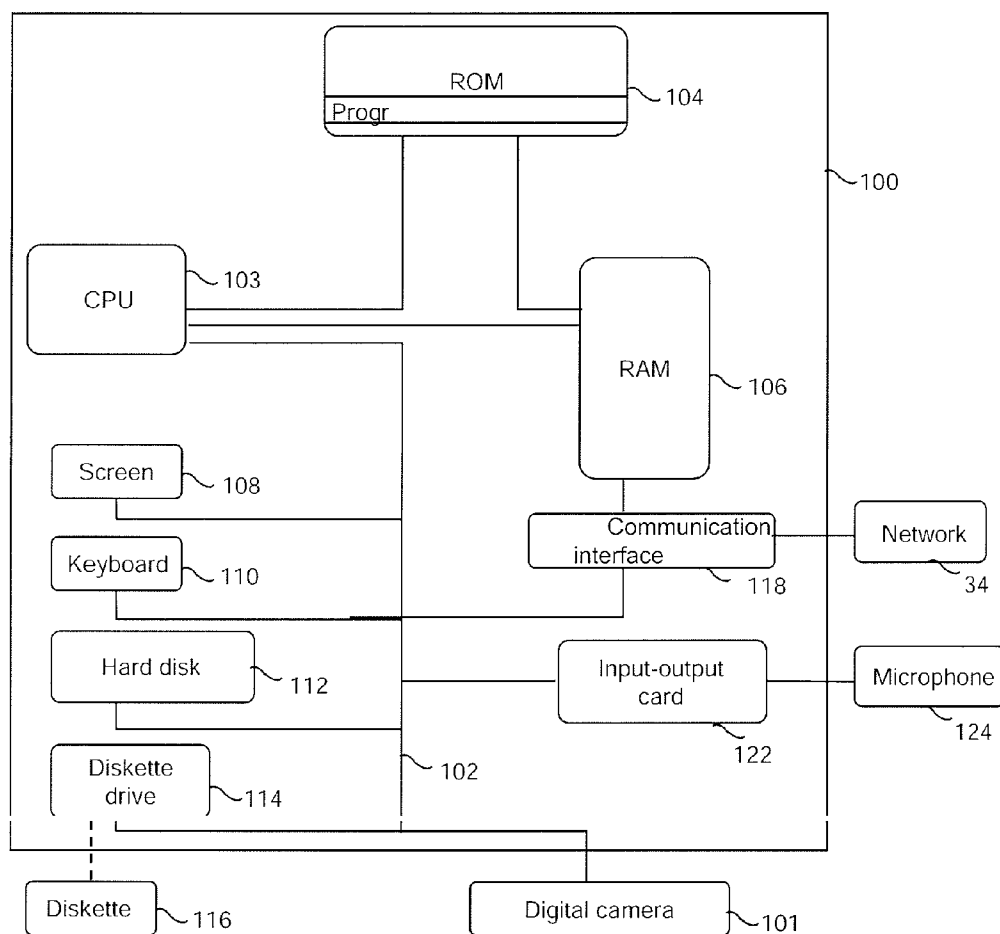 ROM
104
Progr
100
CPU
103
RAM
106
Screen
108
Communication
interface
118
Network
34
Keyboard
110
Hard disk
112
Input-output
card
122
Microphone
124
Diskette
drive
114
102
Diskette
116
Digital camera
101